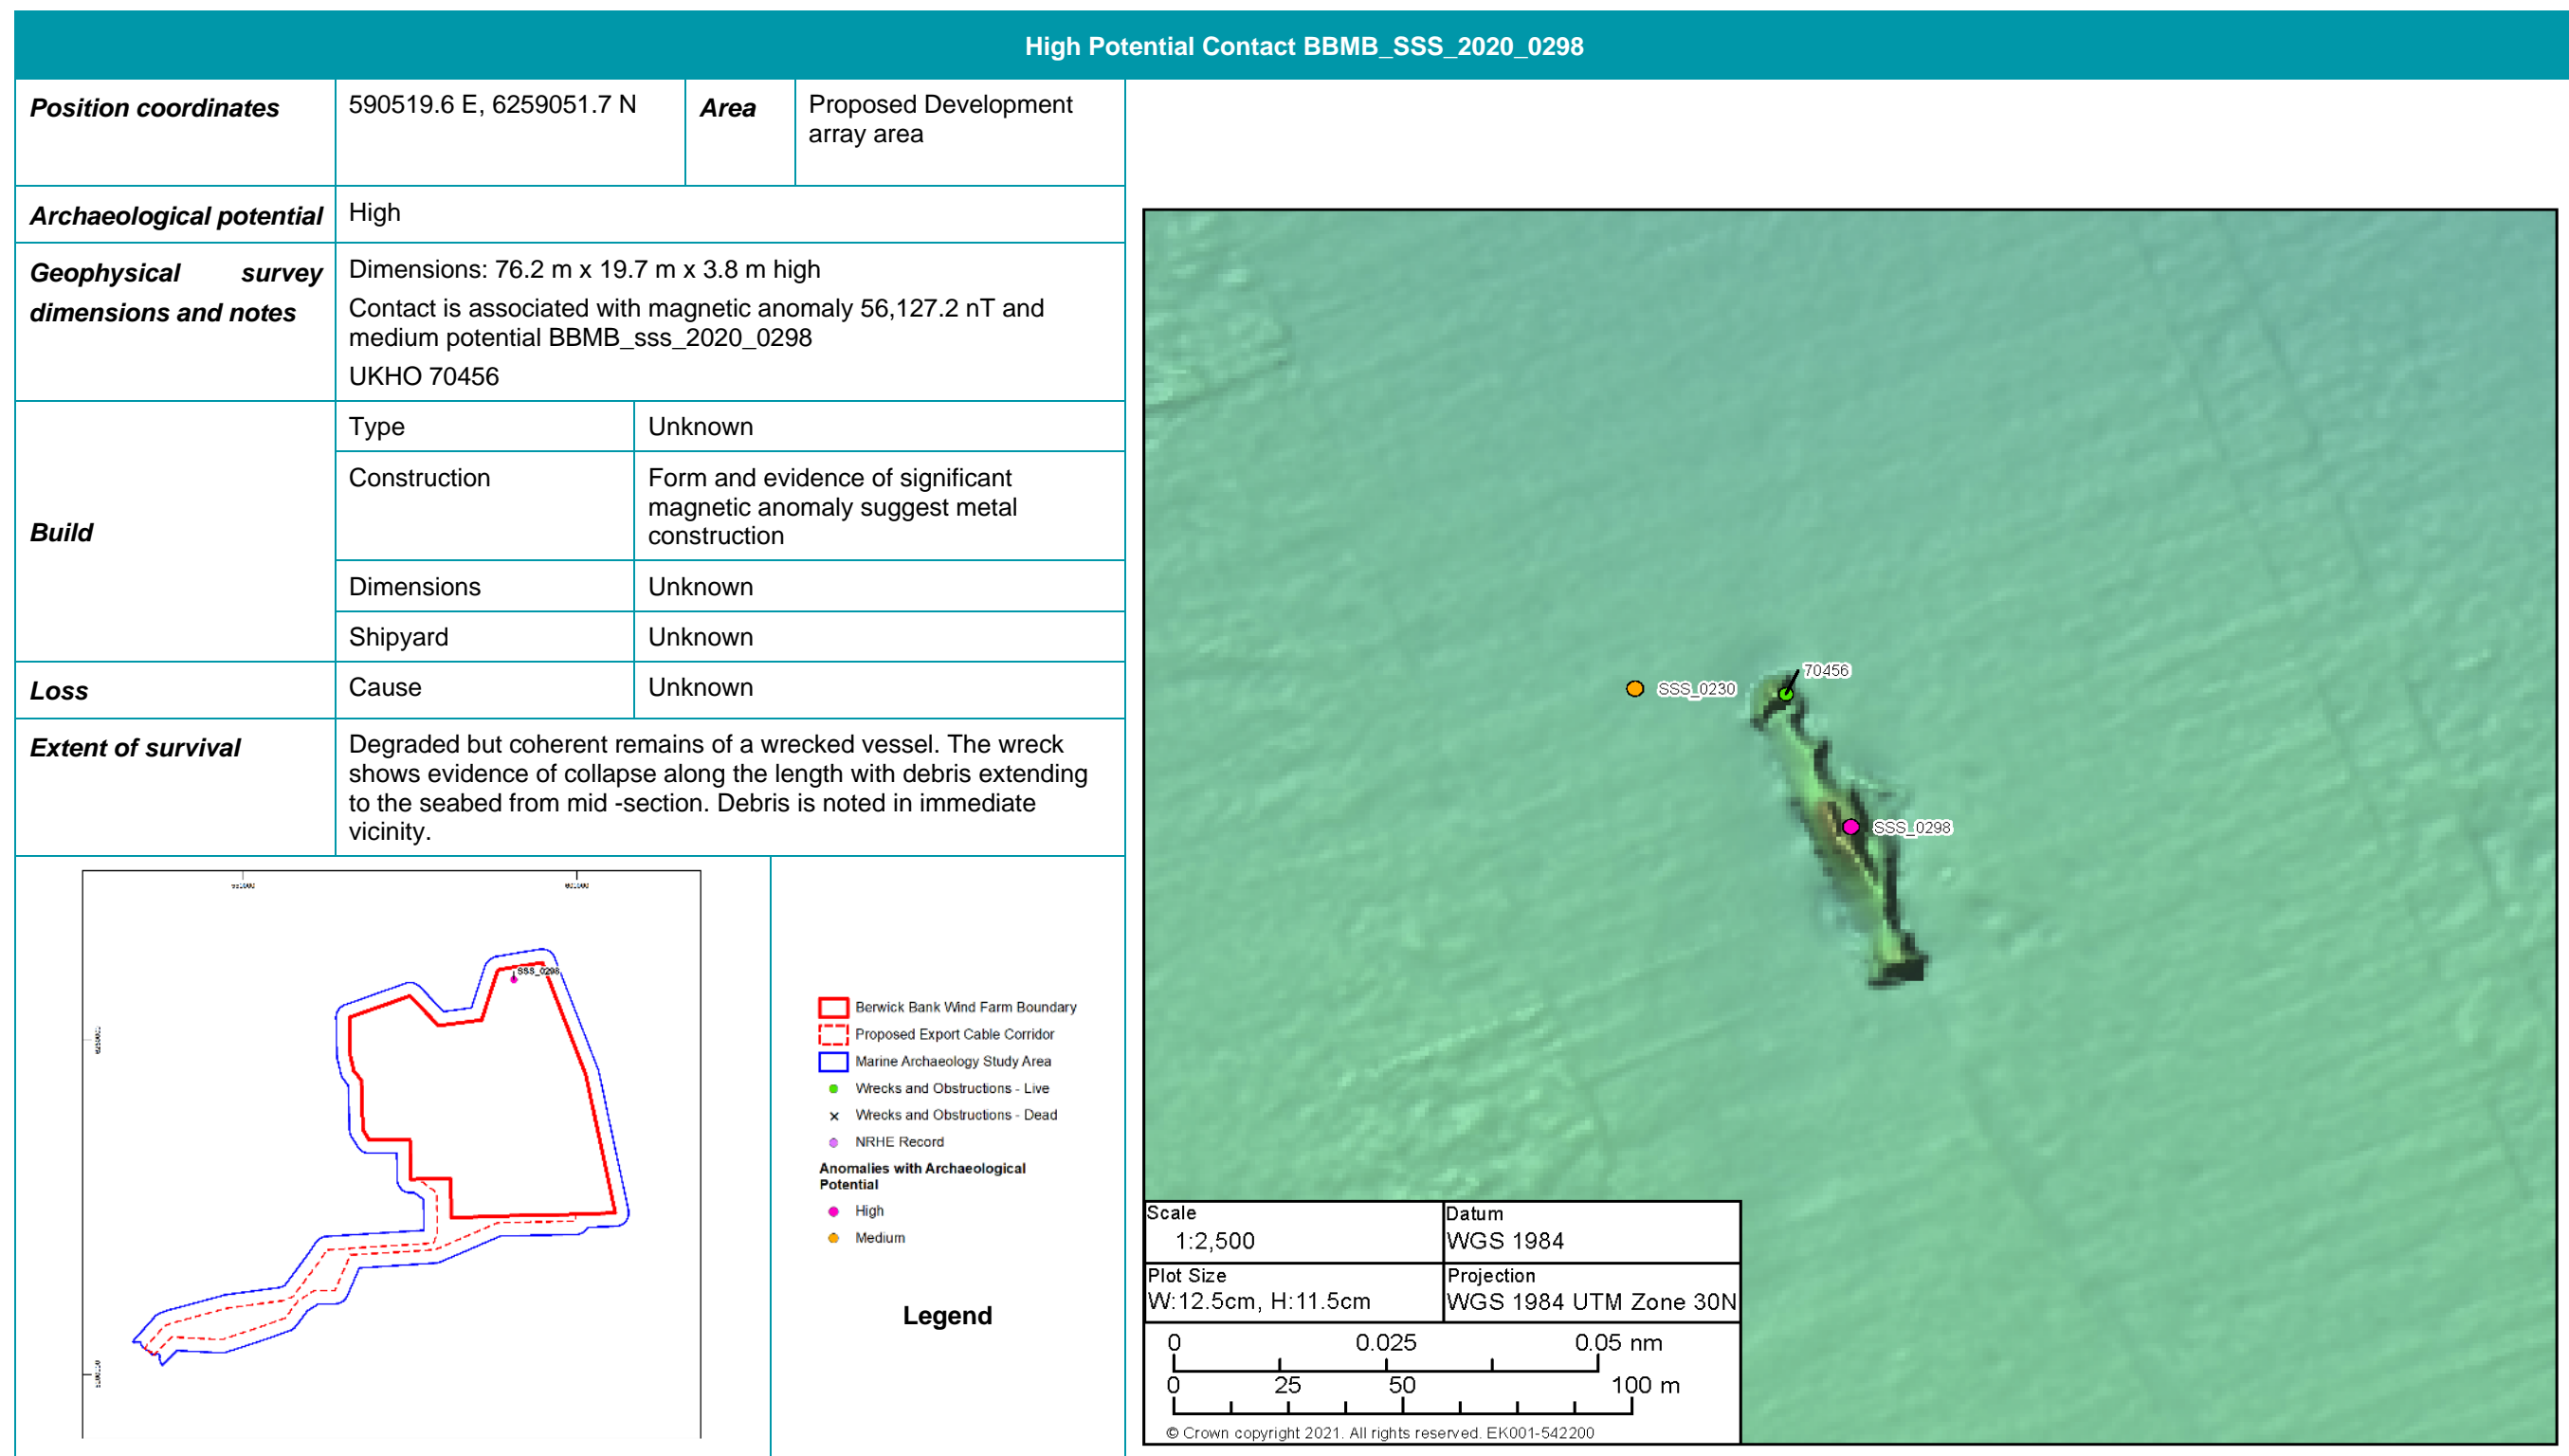 High Potential Contact BBMB_SSS_2020_0298
Position coordinates
590519.6 E, 6259051.7 N
Area
Proposed Development
array area
Archaeological potential
High
Geophysical survey
dimensions and notes
Dimensions: 76.2 m x 19.7 m x 3.8 m high
Contact is associated with magnetic anomaly 56,127.2 nT and
medium potential BBMB_sss_2020_0298
UKHO 70456
Build
Type
Unknown
Construction
Form and evidence of significant
magnetic anomaly suggest metal
construction
Dimensions
Unknown
Shipyard
Unknown
Loss
Cause
Unknown
Extent of survival
Degraded but coherent remains of a wrecked vessel. The wreck
shows evidence of collapse along the length with debris extending
to the seabed from mid -section. Debris is noted in immediate
vicinity.
SSS_0298
Berwick Bank Wind Farm Boundary
Proposed Export Cable Corridor
Marine Archaeology Study Area
Wrecks and Obstructions - Live
Wrecks and Obstructions - Dead
NRHE Record
Anomalies with Archaeological
Potential
High
Medium
Legend
70456
SSS_0230
SSS_0298
Scale
1:2,500
Datum
WGS 1984
Plot Size
W:12.5cm, H:11.5cm
Projection
WGS 1984 UTM Zone 30N
0 0.025 0.05 nm
0 25 50 100 m
© Crown copyright 2021. All rights reserved. EK001-542200